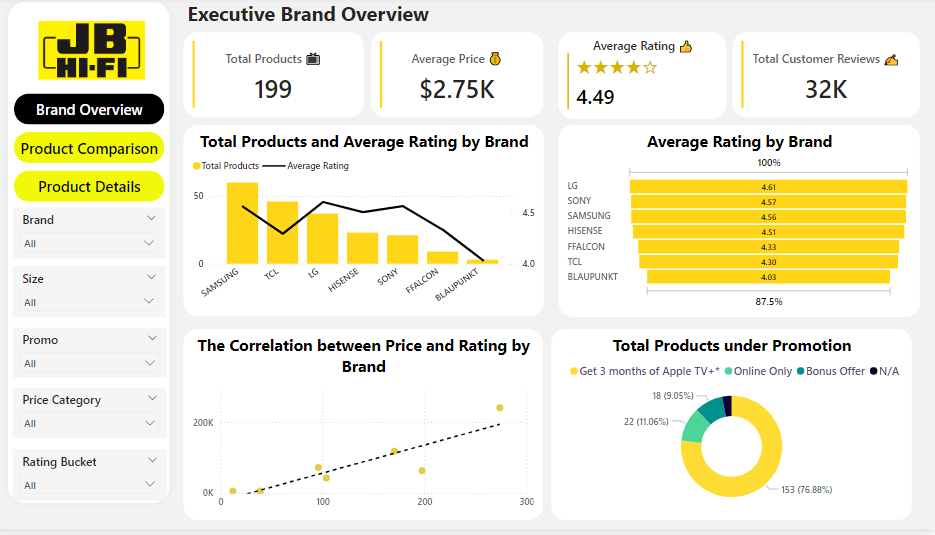 JB
HI-FI
Brand Overview
Product Comparison
Product Details
Brand
All
Size
All
Promo
All
Price Category
All
Rating Bucket
All
Executive Brand Overview
Total Products
199
Average Price
$2.75K
Average Rating
4.49
Total Customer Reviews
32K
Total Products and Average Rating by Brand
Total Products Average Rating
50
0
4.5
4.0
SAMSUNG
TCL
LG
HISENSE
SONY
FFALCON
BLAUPUNKT
Average Rating by Brand
100%
LG 4.61
SONY 4.57
SAMSUNG 4.56
HISENSE 4.51
FFALCON 4.33
TCL 4.30
BLAUPUNKT 4.03
87.5%
The Correlation between Price and Rating by
Brand
200K
0K
0 100 200 300
Total Products under Promotion
Get 3 months of Apple TV+* Online Only Bonus Offer N/A
18 (9.05%)
22 (11.06%)
153 (76.88%)